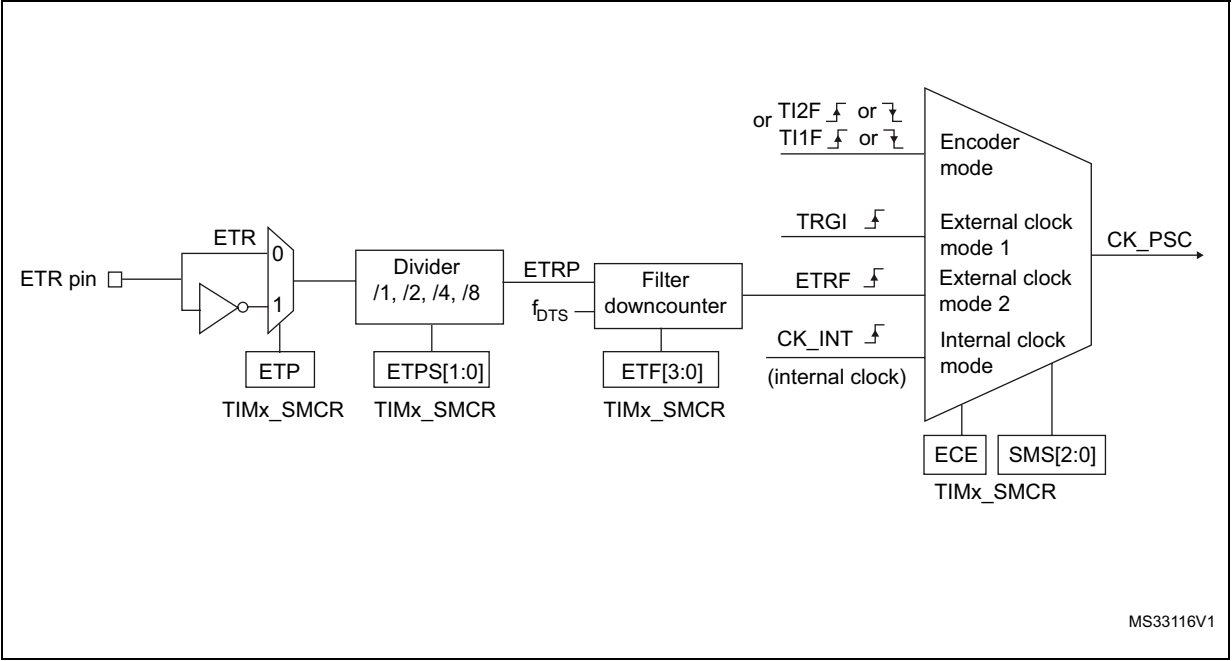 or TI2F or
TI1F or
Encoder
mode
TRGI
External clock
mode 1
CK_PSC
ETR pin
ETR
0
1
Divider
/1, /2, /4, /8
ETRP
fDTS
Filter
downcounter
ETRF
External clock
mode 2
CK_INT
(internal clock)
Internal clock
mode
ETP
TIMx_SMCR
ETPS[1:0]
TIMx_SMCR
ETF[3:0]
TIMx_SMCR
ECE
SMS[2:0]
TIMx_SMCR
MS33116V1